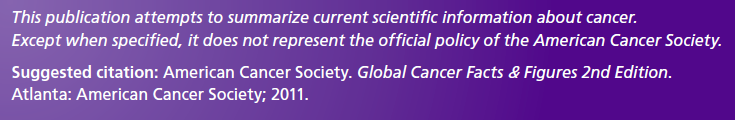 This publication attempts to summarize current scientific information about cancer.
Except when specified, it does not represent the official policy of the American Cancer Society.
Suggested citation: American Cancer Society. Global Cancer Facts & Figures 2nd Edition.
Atlanta: American Cancer Society; 2011.